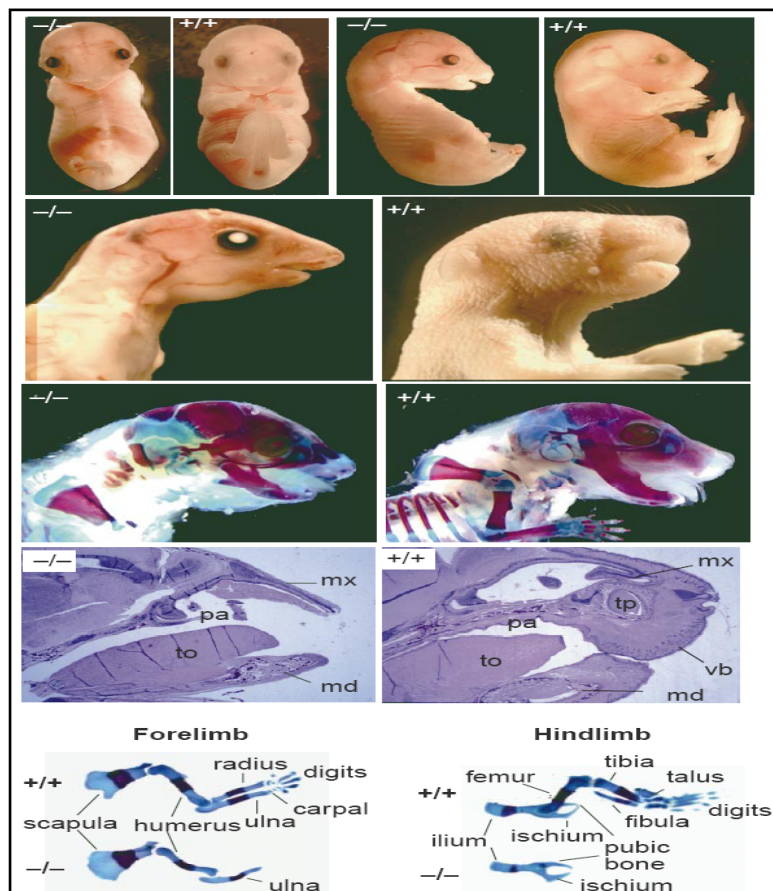 –/– +/+ –/– +/+
–/– +/+
–/– +/+
–/– +/+
mx mx
pa tp
to pa
md to
vb
md
Forelimb
+/+
radius
digits
carpal
scapula humerus ulna
–/–
ulna
Hindlimb
tibia
femur talus
+/+
digits
fibula
ilium ischium
pubic
bone
–/–
ischium